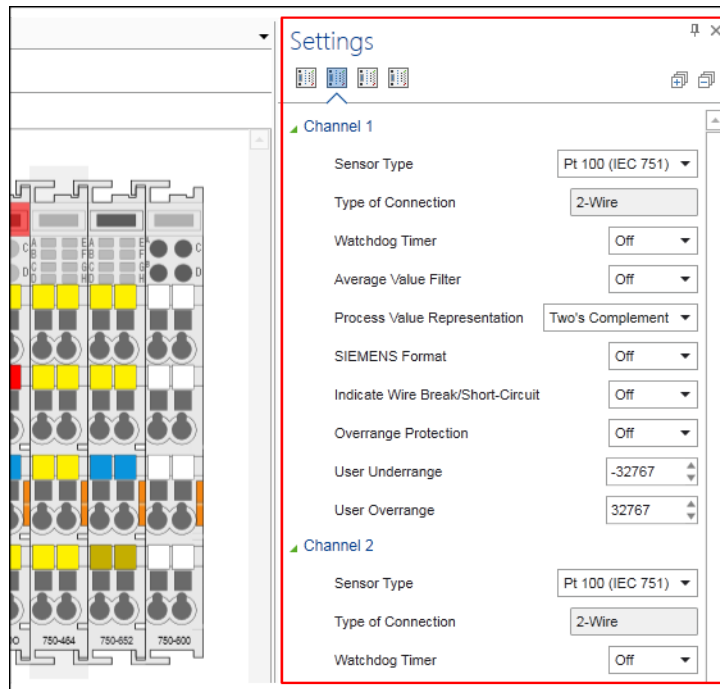 Settings
Channel 1
Sensor Type Pt 100 (IEC 751)
Type of Connection 2-Wire
Watchdog Timer Off
Average Value Filter Off
Process Value Representation Two's Complement
SIEMENS Format Off
Indicate Wire Break/Short-Circuit Off
Overrange Protection Off
User Underrange -32767
User Overrange 32767
Channel 2
Sensor Type Pt 100 (IEC 751)
Type of Connection 2-Wire
Watchdog Timer Off
C A E A E A C
B F B F
D C G C G B D
D H D H
750-464 750-652 750-600